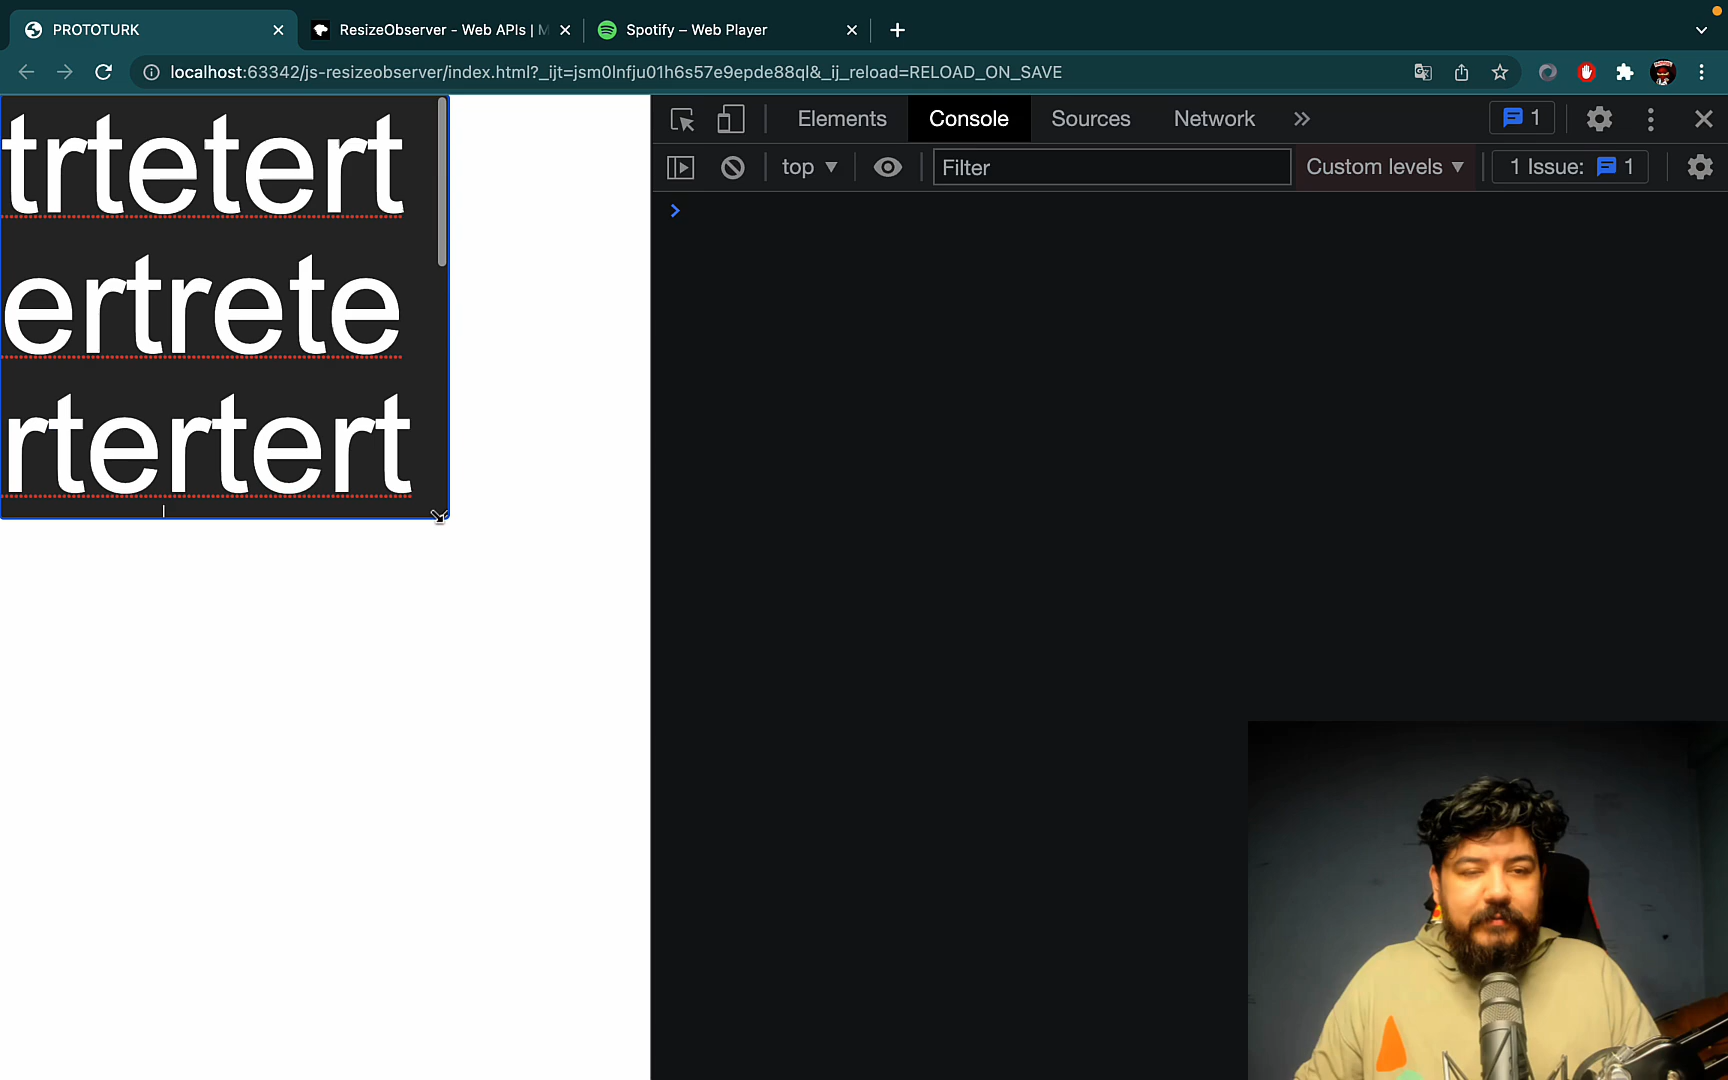 PROTOTURK
ResizeObserver - Web APIs | M
Spotify – Web Player
localhost:63342/js-resizeobserver/index.html?_ijt=jsm0lnfju01h6s57e9epde88ql&_ij_reload=RELOAD_ON_SAVE
trtetert
ertrete
rtertert
Elements
Console
Sources
Network
1
top
Filter
Custom levels
1 Issue:
1